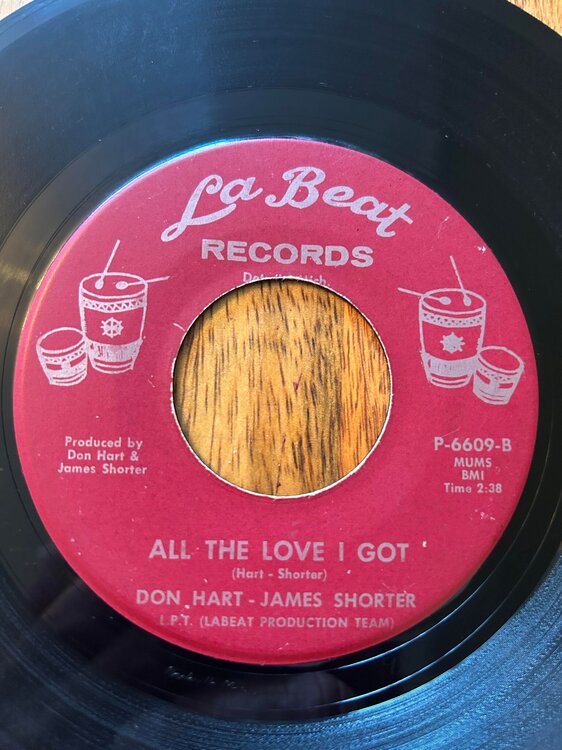 La Beat
RECORDS
Produced by
Don Hart &
James Shorter
P-6609-B
MUMS
BMI
Time 2:38
ALL THE LOVE I GOT
(Hart - Shorter)
DON HART - JAMES SHORTER
L.P.T. (LABEAT PRODUCTION TEAM)